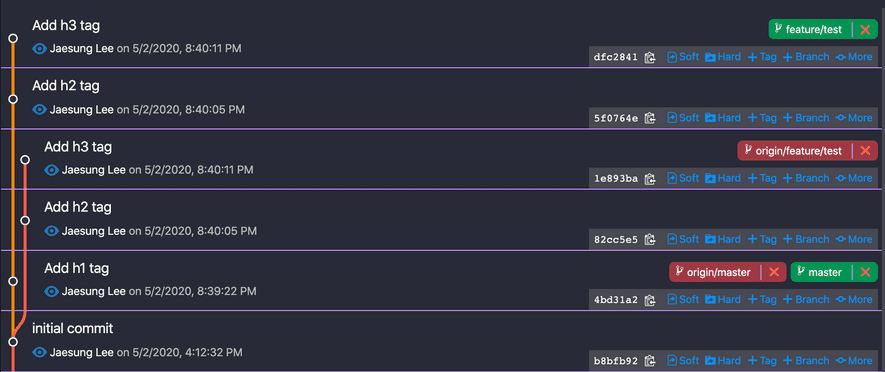 Add h3 tag
feature/test
Jaesung Lee on 5/2/2020, 8:40:11 PM
dfc2841 Soft Hard Tag Branch More
Add h2 tag
Jaesung Lee on 5/2/2020, 8:40:05 PM
5f0764e Soft Hard Tag Branch More
Add h3 tag
origin/feature/test
Jaesung Lee on 5/2/2020, 8:40:11 PM
1e893ba Soft Hard Tag Branch More
Add h2 tag
Jaesung Lee on 5/2/2020, 8:40:05 PM
82cc5e5 Soft Hard Tag Branch More
Add h1 tag
origin/master master
Jaesung Lee on 5/2/2020, 8:39:22 PM
4bd31a2 Soft Hard Tag Branch More
initial commit
Jaesung Lee on 5/2/2020, 4:12:32 PM
b8bfb92 Soft Hard Tag Branch More